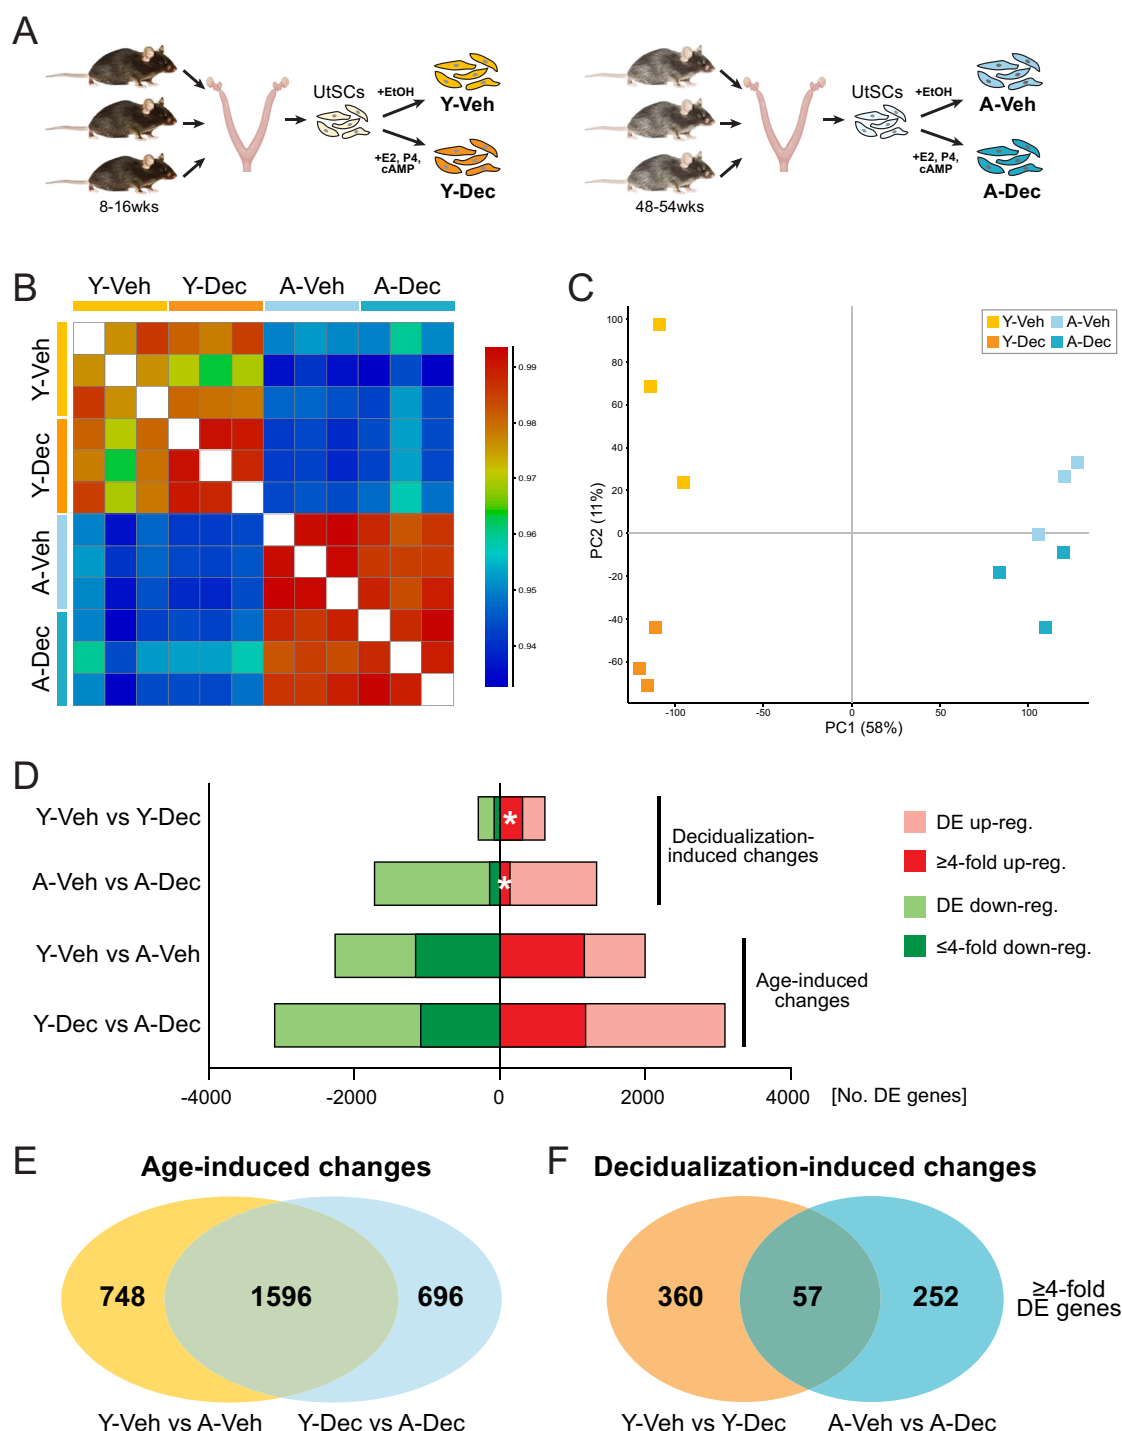 A
UtSCs
+EtOH
Y-Veh
+E2, P4,
cAMP
Y-Dec
8-16wks
UtSCs
+EtOH
A-Veh
+E2, P4,
cAMP
A-Dec
48-54wks
B
Y-Veh
Y-Dec
A-Veh
A-Dec
Y-Veh
Y-Dec
A-Veh
A-Dec
0.99
0.98
0.97
0.96
0.95
0.94
C
Y-Veh
A-Veh
Y-Dec
A-Dec
100
80
60
40
20
0
-20
-40
-60
PC2 (11%)
-100
-50
0
50
100
PC1 (58%)
D
Y-Veh vs Y-Dec
A-Veh vs A-Dec
Y-Veh vs A-Veh
Y-Dec vs A-Dec
*
*
Decidualization-
induced changes
Age-induced
changes
DE up-reg.
≥4-fold up-reg.
DE down-reg.
≤4-fold down-reg.
-4000
-2000
0
2000
4000
[No. DE genes]
E
Age-induced changes
748
1596
696
Y-Veh vs A-Veh
Y-Dec vs A-Dec
F
Decidualization-induced changes
360
57
252
≥4-fold
DE genes
Y-Veh vs Y-Dec
A-Veh vs A-Dec